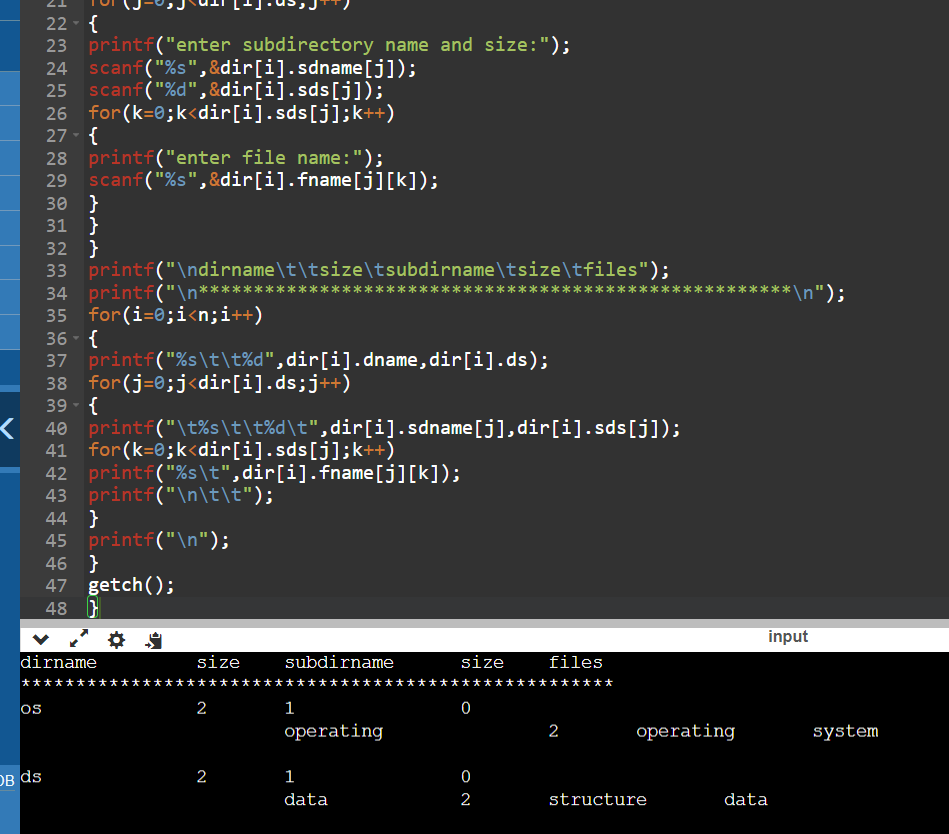 21 for(j=0;j<dir[i].ds;j++)
22 {
23 printf("enter subdirectory name and size:");
24 scanf("%s",&dir[i].sdname[j]);
25 scanf("%d",&dir[i].sds[j]);
26 for(k=0;k<dir[i].sds[j];k++)
27 {
28 printf("enter file name:");
29 scanf("%s",&dir[i].fname[j][k]);
30 }
31 }
32 }
33 printf("\ndirname\t\tsize\tsubdirname\tsize\tfiles");
34 printf("\n******************************************************\n");
35 for(i=0;i<n;i++)
36 {
37 printf("%s\t\t%d",dir[i].dname,dir[i].ds);
38 for(j=0;j<dir[i].ds;j++)
39 {
40 printf("\t%s\t\t%d\t",dir[i].sdname[j],dir[i].sds[j]);
41 for(k=0;k<dir[i].sds[j];k++)
42 printf("%s\t",dir[i].fname[j][k]);
43 printf("\n\t\t");
44 }
45 printf("\n");
46 }
47 getch();
48 }
input
dirname size subdirname size files
******************************************************
os 2 1 0
operating 2 operating system
DB
ds 2 1 0
data 2 structure data